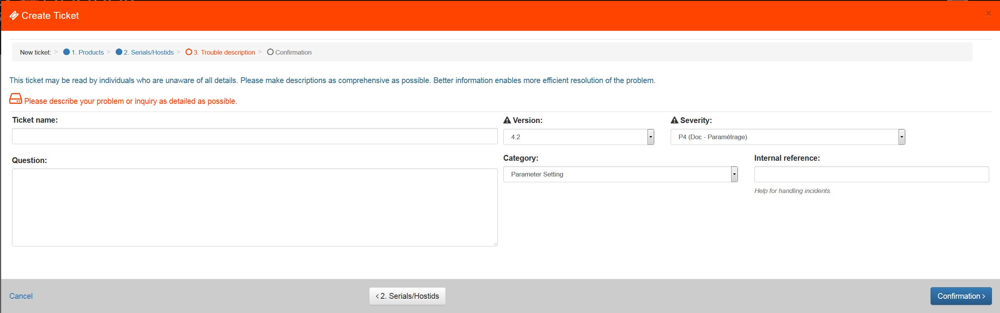 Create Ticket
×
New ticket: > 1. Products > 2. Serials/Hostids > 3. Trouble description > Confirmation
This ticket may be read by individuals who are unaware of all details. Please make descriptions as comprehensive as possible. Better information enables more efficient resolution of the problem.
Please describe your problem or inquiry as detailed as possible.
Ticket name:
Version:
Severity:
4.2
P4 (Doc - Paramétrage)
Question:
Category:
Internal reference:
Parameter Setting
Help for handling incidents.
Cancel
‹ 2. Serials/Hostids
Confirmation ›